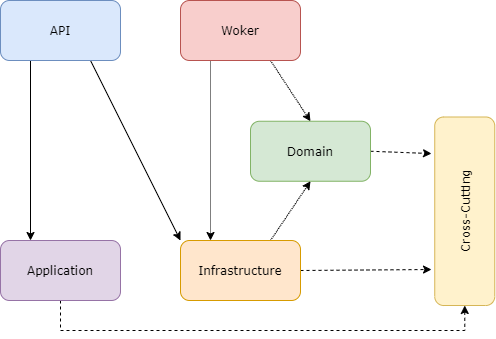 API
Woker
Domain
Cross-Cutting
Application
Infrastructure